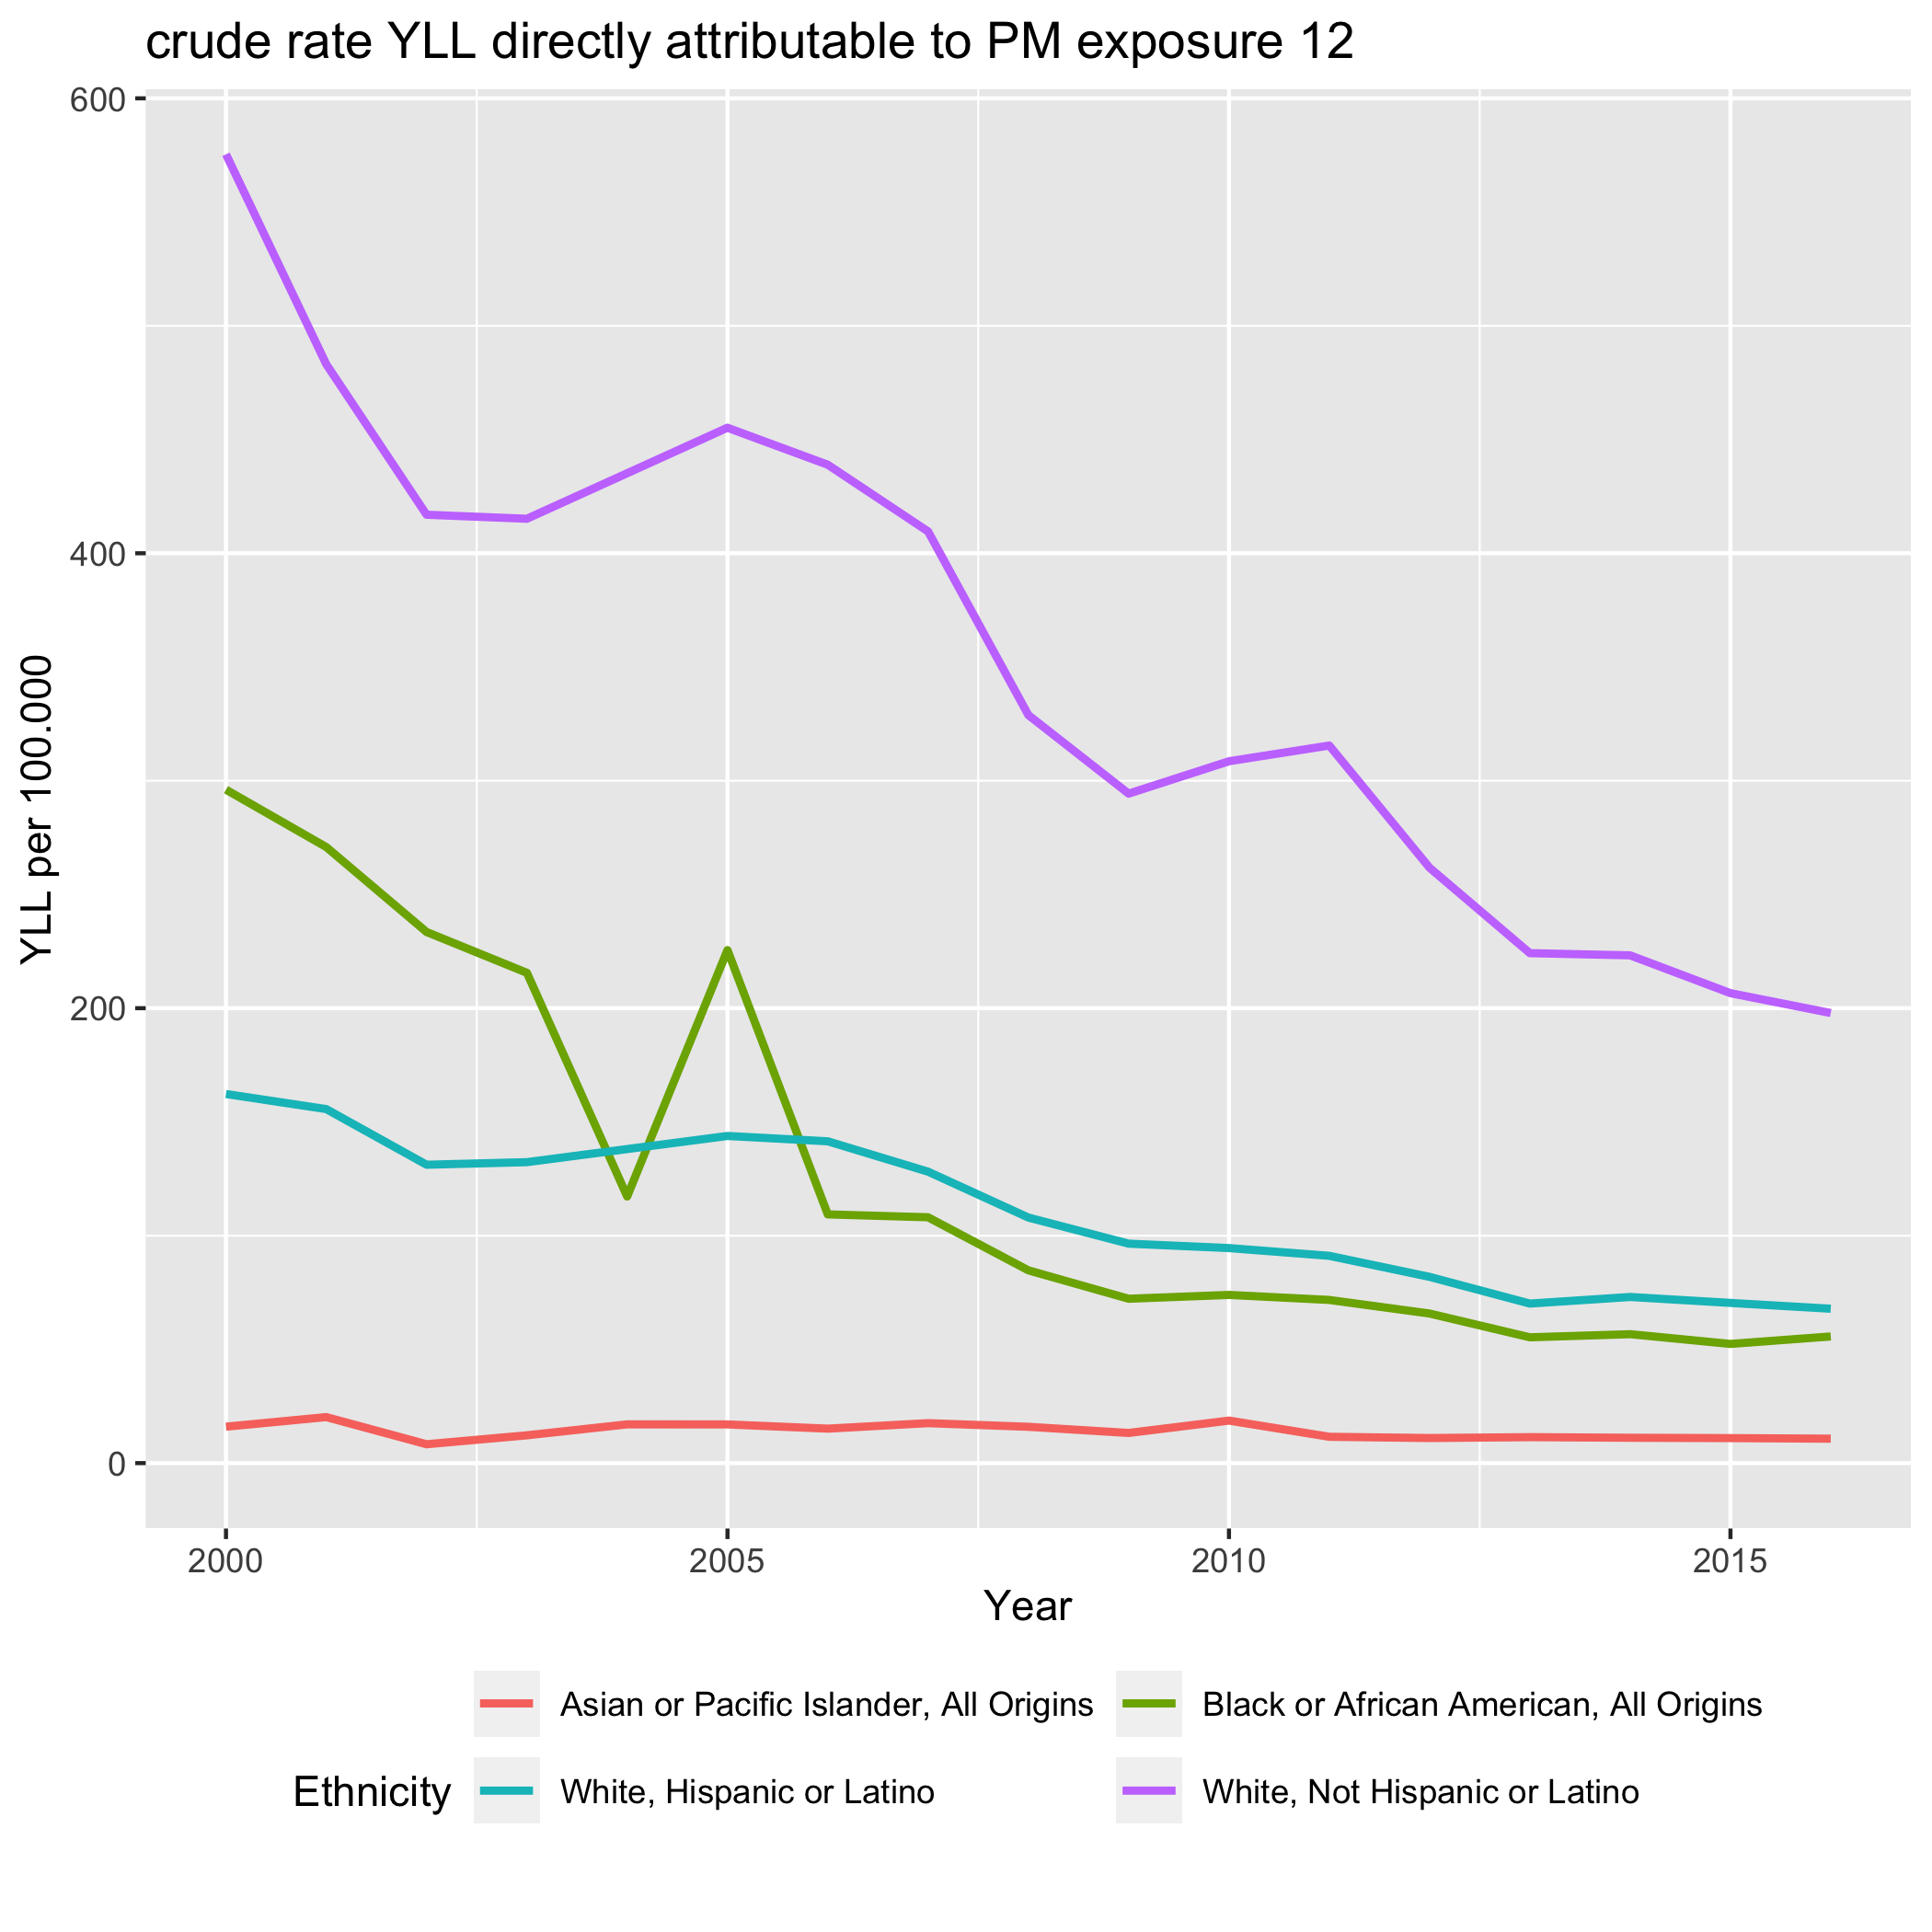 crude rate YLL directly attributable to PM exposure 12
600
400
200
0
YLL per 100.000
2000 2005 2010 2015
Year
Ethnicity
Asian or Pacific Islander, All Origins
Black or African American, All Origins
White, Hispanic or Latino
White, Not Hispanic or Latino